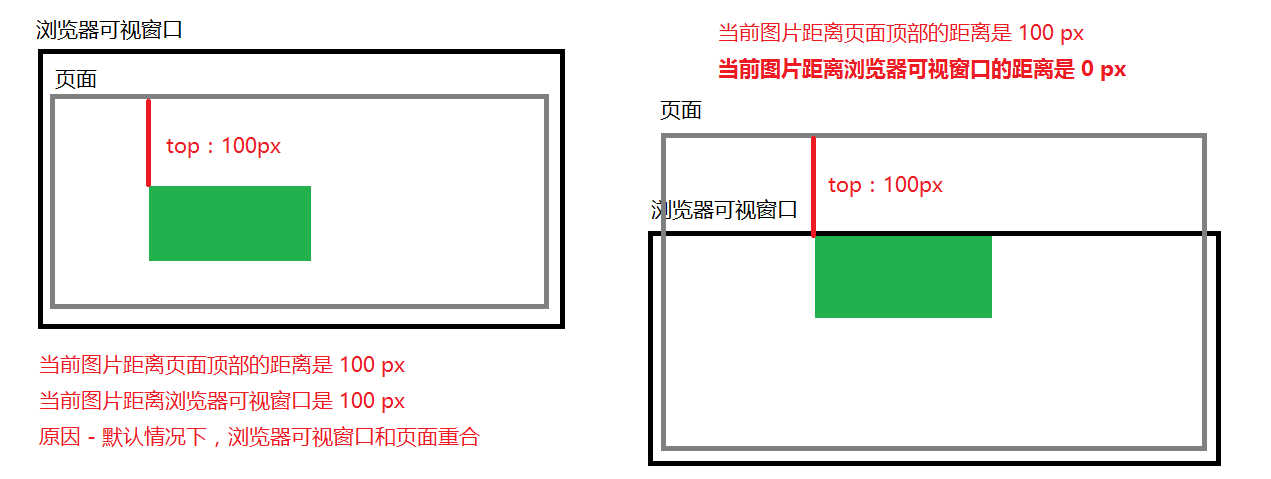 浏览器可视窗口
页面
top：100px
当前图片距离页面顶部的距离是 100 px
当前图片距离浏览器可视窗口是 100 px
原因 - 默认情况下，浏览器可视窗口和页面重合
当前图片距离页面顶部的距离是 100 px
当前图片距离浏览器可视窗口的距离是 0 px
页面
top：100px
浏览器可视窗口